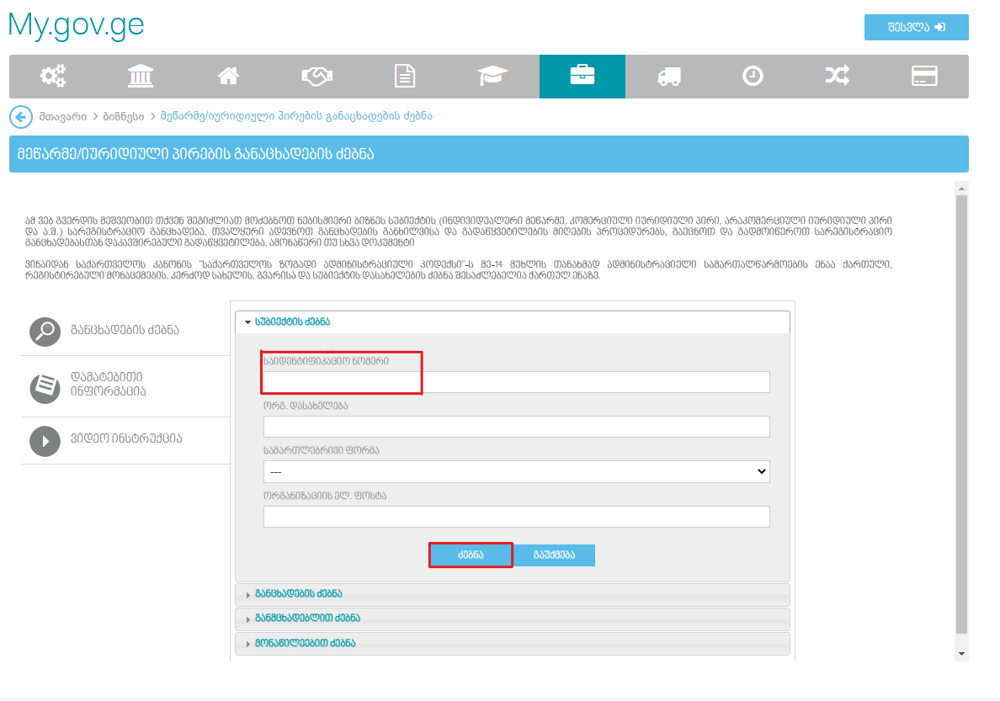 My.gov.ge
შესვლა
მთავარი > ბიზნესი > მეწარმე/იურიდიული პირების განაცხადების ძებნა
მეწარმე/იურიდიული პირების განაცხადების ძებნა
ამ ვებ გვერდის მეშვეობით თქვენ შეგიძლიათ მოძებნოთ ნებისმიერი ბიზნეს სუბიექტის (ინდივიდუალური მეწარმე, კომერციული იურიდიული პირი, არაკომერციული იურიდიული პირი
და ა.შ.) სარეგისტრაციო განცხადება, თვალყური ადევნოთ განცხადების განხილვისა და გადაწყვეტილების მიღების პროცედურებს, გაეცნოთ და გადმოიწეროთ სარეგისტრაციო
განცხადებასთან დაკავშირებული გადაწყვეტილება, ამონაწერი თუ სხვა დოკუმენტი
ვინაიდან საქართველოს კანონის "საქართველოს ზოგადი ადმინისტრაციული კოდექსი"-ს მე-14 მუხლის თანახმად ადმინისტრაციული სამართალწარმოების ენაა ქართული,
რეგისტირებული მონაცემების, კერძოდ სახელის, გვარისა და სუბიექტის დასახელების ძებნა შესაძლებელია ქართულ ენაზე.
განცხადების ძებნა
დამატებითი
ინფორმაცია
ვიდეო ინსტრუქცია
სუბიექტის ძებნა
საიდენტიფიკაციო ნომერი
ორგ. დასახელება
სამართლებრივი ფორმა
---
ორგანიზაციის ელ. ფოსტა
ძებნა
გაუქმება
განცხადების ძებნა
განმცხადებლით ძებნა
მონაწილეებით ძებნა